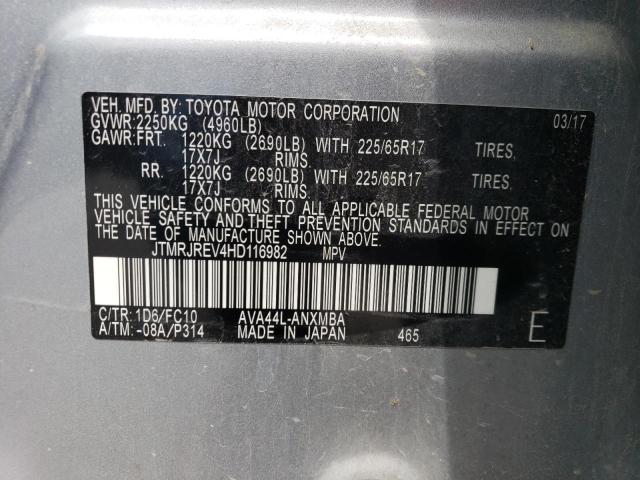 VEH. MFD. BY: TOYOTA MOTOR CORPORATION 03/17
GVWR:2250KG (4960LB)
GAWR:FRT. 1220KG (2690LB) WITH 225/65R17 TIRES,
17X7J RIMS.
RR. 1220KG (2690LB) WITH 225/65R17 TIRES,
17X7J RIMS.
THIS VEHICLE CONFORMS TO ALL APPLICABLE FEDERAL MOTOR
VEHICLE SAFETY AND THEFT PREVENTION STANDARDS IN EFFECT ON
THE DATE OF MANUFACTURE SHOWN ABOVE.
JTMRJREV4HD116982 MPV
C/TR: 1D6/FC10 AVA44L-ANXMBA
A/TM: -08A/P314 MADE IN JAPAN 465 E